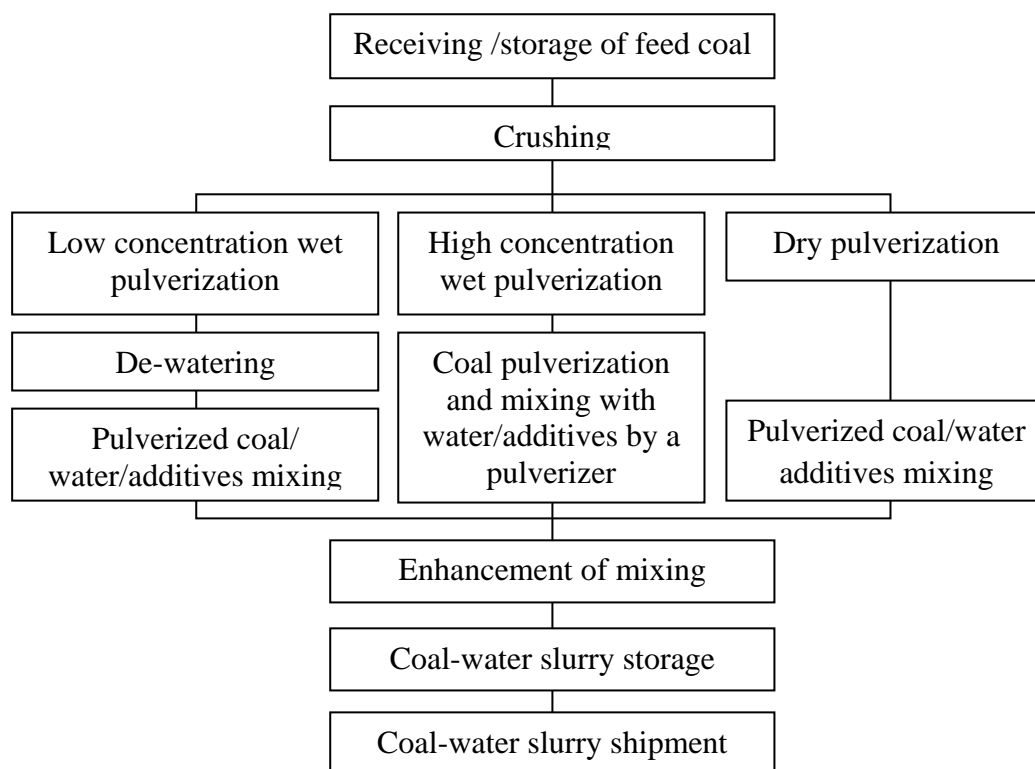 Receiving /storage of feed coal
Crushing
Low concentration wet
pulverization
High concentration
wet pulverization
Dry pulverization
De-watering
Coal pulverization
and mixing with
water/additives by a
pulverizer
Pulverized coal/
water/additives mixing
Pulverized coal/water
additives mixing
Enhancement of mixing
Coal-water slurry storage
Coal-water slurry shipment